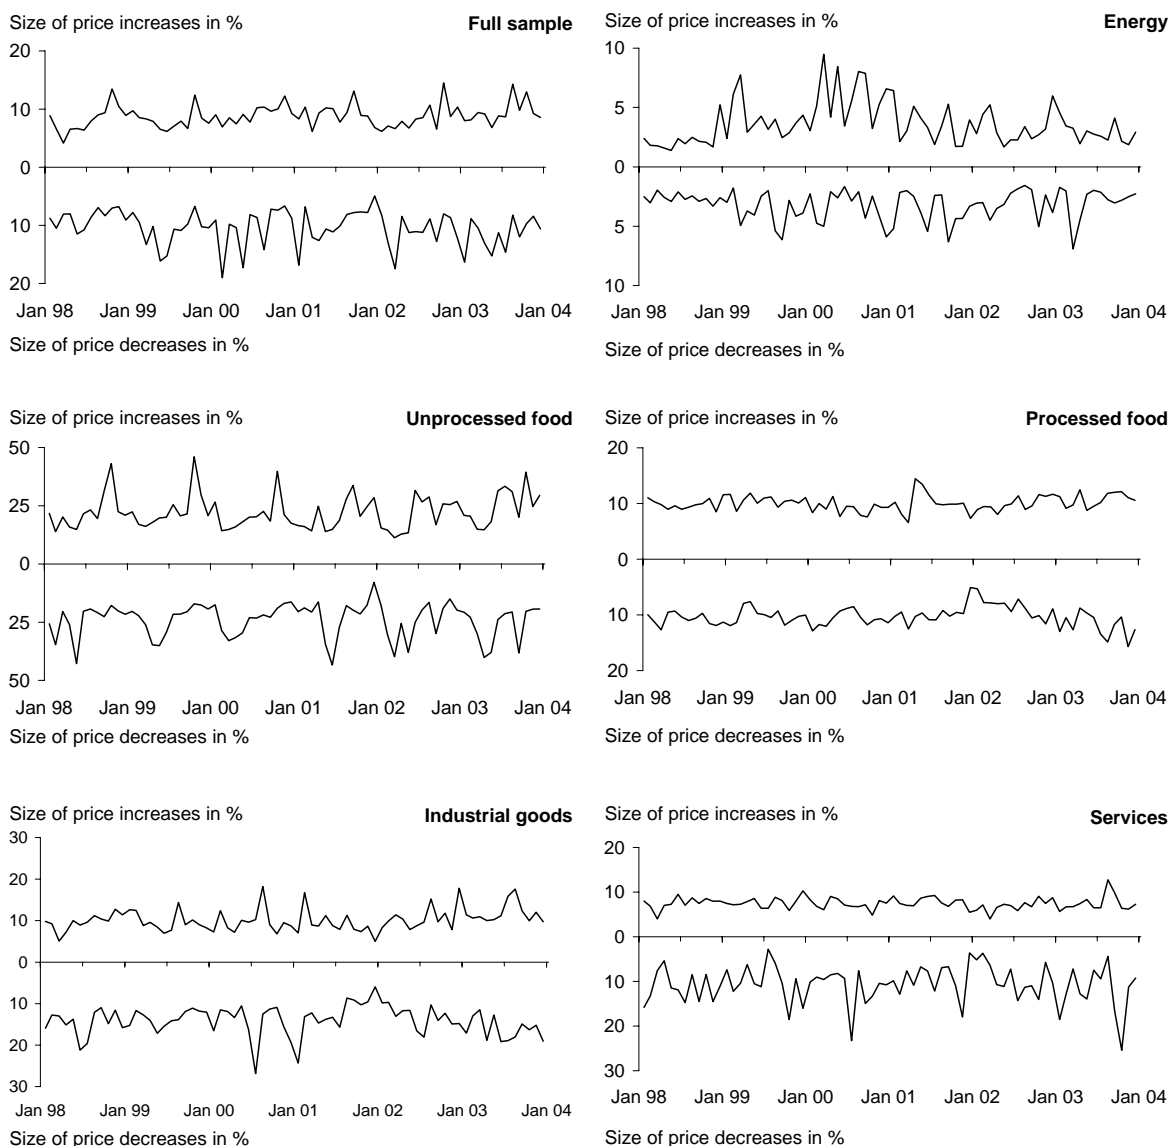 Size of price increases in %
Full sample
20
10
0
10
20
Jan 98 Jan 99 Jan 00 Jan 01 Jan 02 Jan 03 Jan 04
Size of price decreases in %
Size of price increases in %
Energy
10
5
0
5
10
Jan 98 Jan 99 Jan 00 Jan 01 Jan 02 Jan 03 Jan 04
Size of price decreases in %
Size of price increases in %
Unprocessed food
50
25
0
25
50
Jan 98 Jan 99 Jan 00 Jan 01 Jan 02 Jan 03 Jan 04
Size of price decreases in %
Size of price increases in %
Processed food
20
10
0
10
20
Jan 98 Jan 99 Jan 00 Jan 01 Jan 02 Jan 03 Jan 04
Size of price decreases in %
Size of price increases in %
Industrial goods
30
20
10
0
10
20
30
Jan 98 Jan 99 Jan 00 Jan 01 Jan 02 Jan 03 Jan 04
Size of price decreases in %
Size of price increases in %
Services
20
10
0
10
20
30
Jan 98 Jan 99 Jan 00 Jan 01 Jan 02 Jan 03 Jan 04
Size of price decreases in %